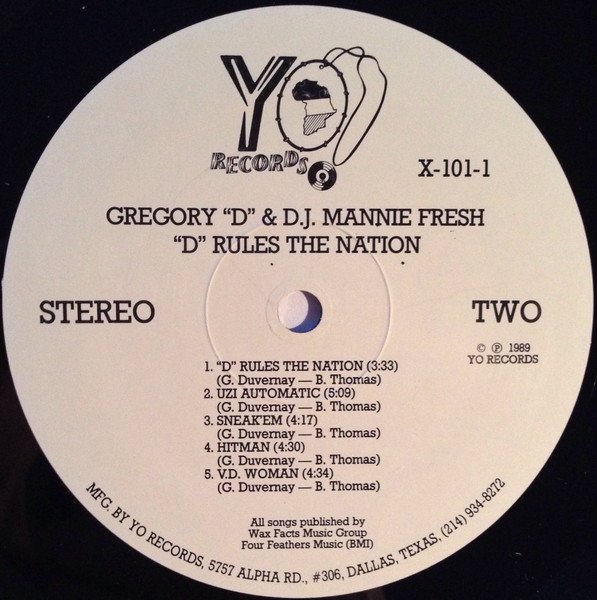 YO!
RECORDS
X-101-1
GREGORY "D" & D.J. MANNIE FRESH
"D" RULES THE NATION
STEREO
TWO
© ℗ 1989
YO RECORDS
1. "D" RULES THE NATION (3:33)
(G. Duvernay — B. Thomas)
2. UZI AUTOMATIC (5:09)
(G. Duvernay — B. Thomas)
3. SNEAK'EM (4:17)
(G. Duvernay — B. Thomas)
4. HITMAN (4:30)
(G. Duvernay — B. Thomas)
5. V.D. WOMAN (4:34)
(G. Duvernay — B. Thomas)
All songs published by
Wax Facts Music Group
Four Feathers Music (BMI)
MFG. BY YO RECORDS, 5757 ALPHA RD., #306, DALLAS, TEXAS, (214) 934-8272